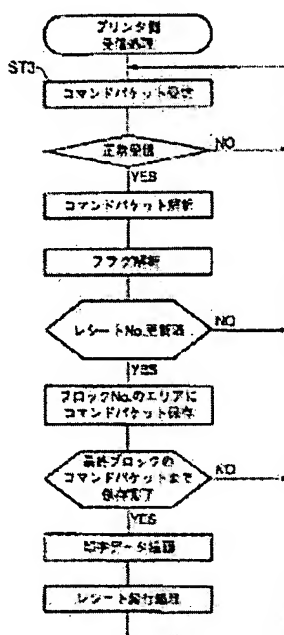 プリンタ側
受信処理
ST3
コマンドパケット受信
正常受信
NO
YES
コマンドパケット解析
フラグ解析
レシートNo.更新済
NO
YES
ブロックNo.のエリアに
コマンドパケット保存
最終ブロックの
コマンドパケットまで
保存完了
NO
YES
印字データ編集
レシート発行処理